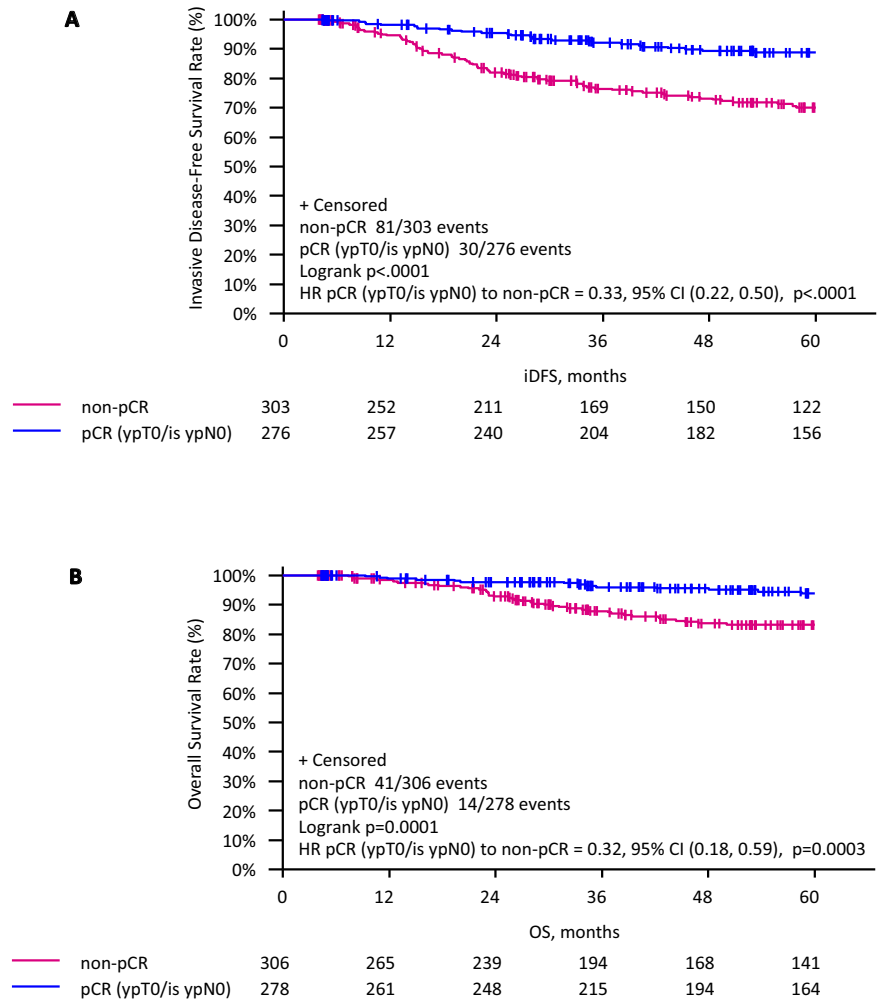 A
Invasive Disease-Free Survival Rate (%)
100%
90%
80%
70%
60%
50%
40%
30%
20%
10%
0%
+ Censored
non-pCR 81/303 events
pCR (ypT0/is ypN0) 30/276 events
Logrank p<.0001
HR pCR (ypT0/is ypN0) to non-pCR = 0.33, 95% CI (0.22, 0.50), p<.0001
0 12 24 36 48 60
iDFS, months
non-pCR 303 252 211 169 150 122
pCR (ypT0/is ypN0) 276 257 240 204 182 156
B
Overall Survival Rate (%)
100%
90%
80%
70%
60%
50%
40%
30%
20%
10%
0%
+ Censored
non-pCR 41/306 events
pCR (ypT0/is ypN0) 14/278 events
Logrank p=0.0001
HR pCR (ypT0/is ypN0) to non-pCR = 0.32, 95% CI (0.18, 0.59), p=0.0003
0 12 24 36 48 60
OS, months
non-pCR 306 265 239 194 168 141
pCR (ypT0/is ypN0) 278 261 248 215 194 164